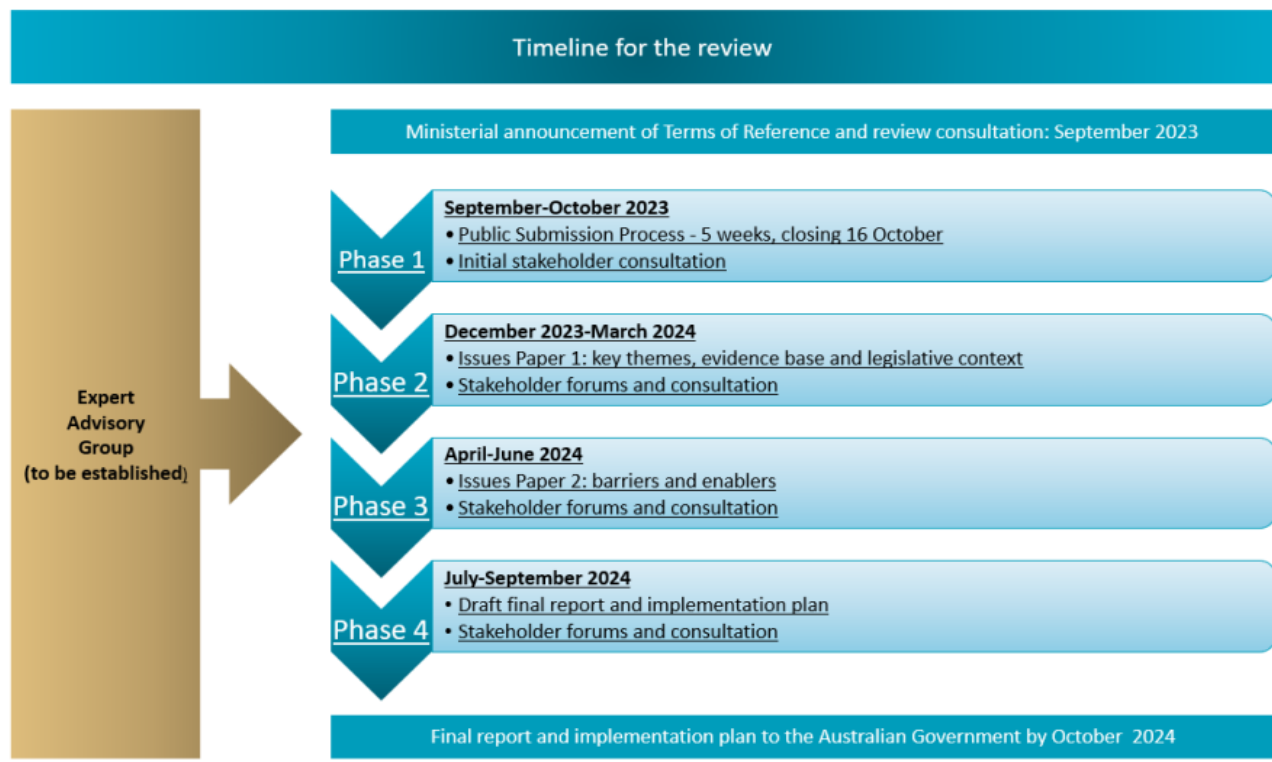 Timeline for the review
Ministerial announcement of Terms of Reference and review consultation: September 2023
Expert
Advisory
Group
(to be established)
Phase 1
September-October 2023
• Public Submission Process - 5 weeks, closing 16 October
• Initial stakeholder consultation
Phase 2
December 2023-March 2024
• Issues Paper 1: key themes, evidence base and legislative context
• Stakeholder forums and consultation
Phase 3
April-June 2024
• Issues Paper 2: barriers and enablers
• Stakeholder forums and consultation
Phase 4
July-September 2024
• Draft final report and implementation plan
• Stakeholder forums and consultation
Final report and implementation plan to the Australian Government by October 2024